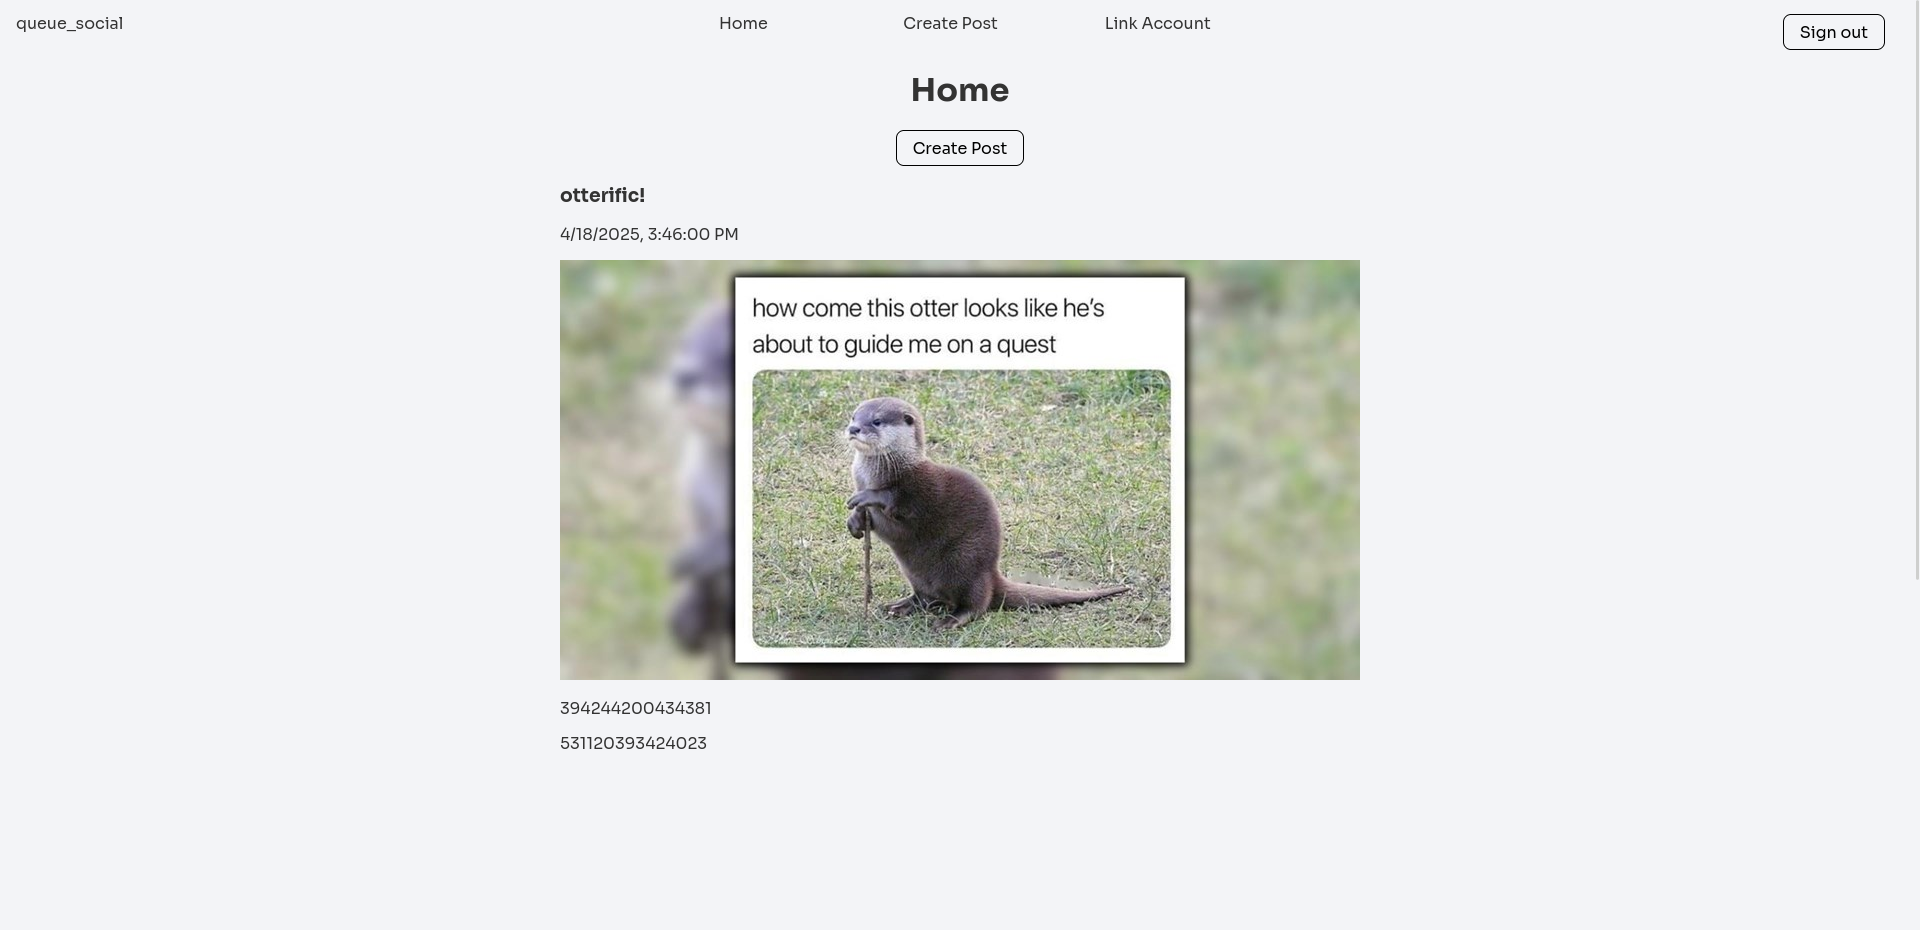 queue_social
Home
Create Post
Link Account
Sign out
Home
Create Post
otterific!
4/18/2025, 3:46:00 PM
how come this otter looks like he's
about to guide me on a quest
394244200434381
531120393424023